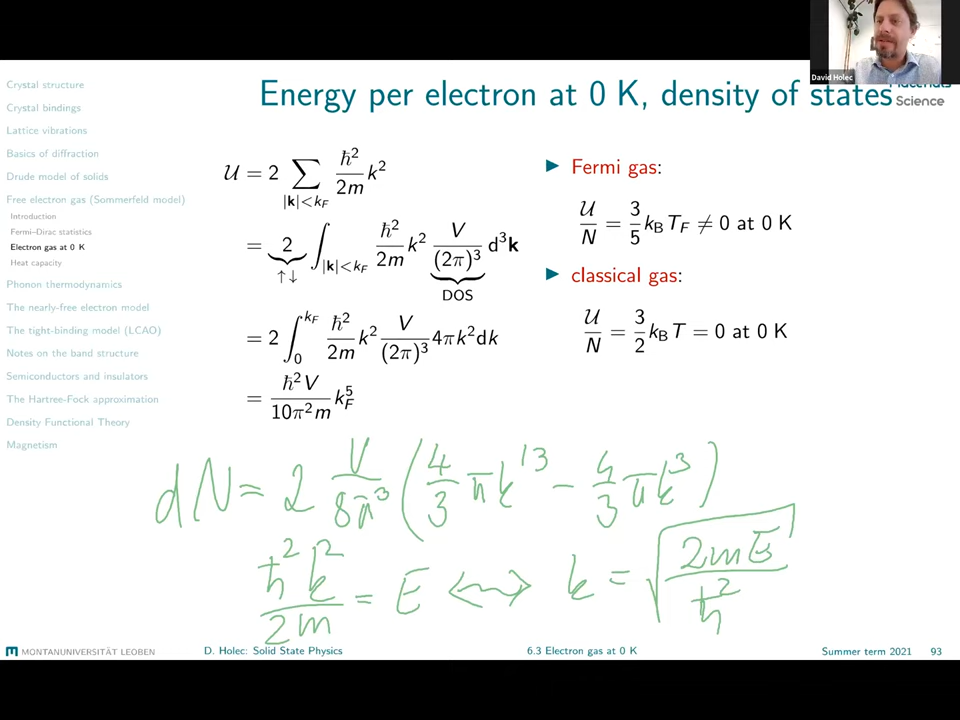 David Holec
Materials
Science
Energy per electron at 0 K, density of states
Crystal structure
Crystal bindings
Lattice vibrations
Basics of diffraction
Drude model of solids
Free electron gas (Sommerfeld model)
Introduction
Fermi–Dirac statistics
Electron gas at 0 K
Heat capacity
Phonon thermodynamics
The nearly-free electron model
The tight-binding model (LCAO)
Notes on the band structure
Semiconductors and insulators
The Hartree-Fock approximation
Density Functional Theory
Magnetism
U = 2 ∑_{|k|<k_F} ħ²/2m k²
= 2 ∫_{|k|<k_F} ħ²/2m k² V/(2π)³ d³k
↑↓ DOS
= 2 ∫_0^{k_F} ħ²/2m k² V/(2π)³ 4πk²dk
= ħ²V/10π²m k_F^5
▶ Fermi gas:
U/N = 3/5 k_B T_F ≠ 0 at 0 K
▶ classical gas:
U/N = 3/2 k_B T = 0 at 0 K
dN = 2 V/8π³ (4/3 πk'³ − 4/3 πk³)
ħ²k²/2m = E ⟷ k = √(2mE/ħ²)
MONTANUNIVERSITÄT LEOBEN
D. Holec: Solid State Physics
6.3 Electron gas at 0 K
Summer term 2021 93